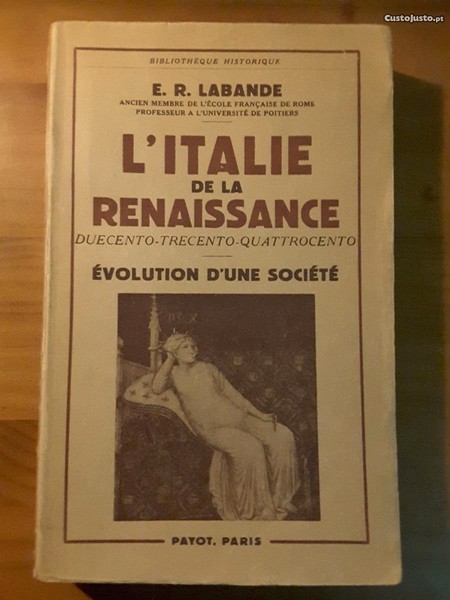 CustoJusto.pt
BIBLIOTHÈQUE HISTORIQUE
E. R. LABANDE
ANCIEN MEMBRE DE L'ÉCOLE FRANÇAISE DE ROME
PROFESSEUR A L'UNIVERSITÉ DE POITIERS
L'ITALIE
DE LA
RENAISSANCE
DUECENTO-TRECENTO-QUATTROCENTO
ÉVOLUTION D'UNE SOCIÉTÉ
PAYOT, PARIS